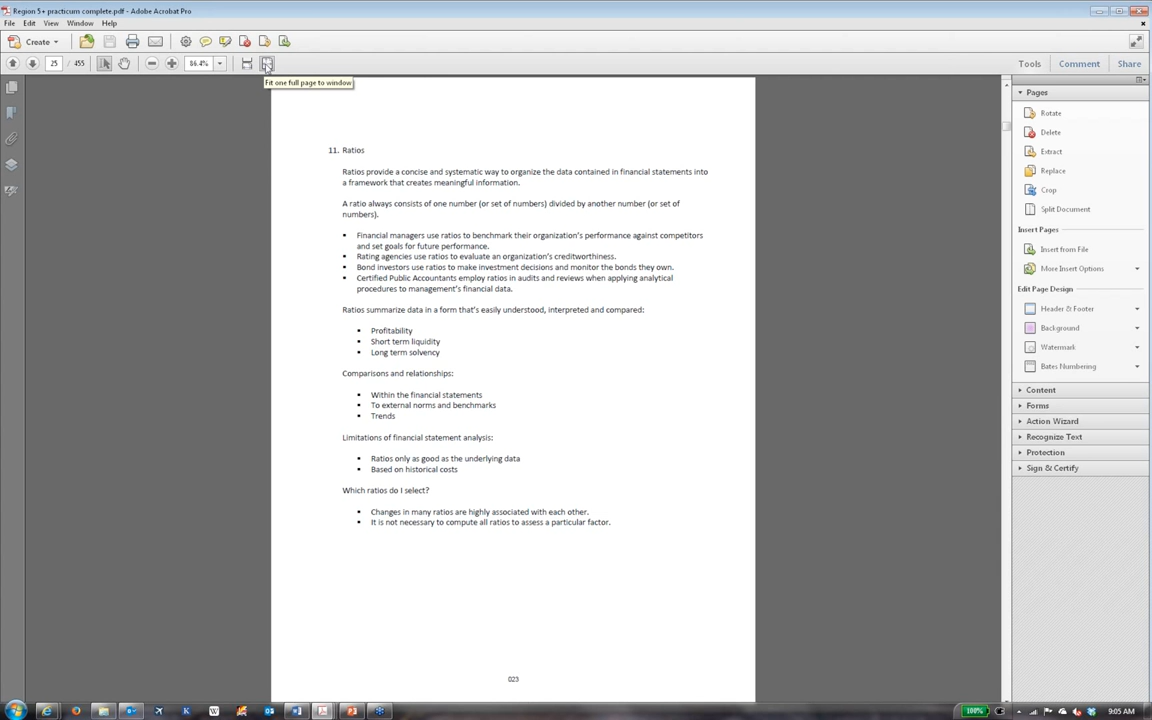 Region 5+ practicum complete.pdf - Adobe Acrobat Pro
File Edit View Window Help
Create
25 / 455 86.4% Tools Comment Share
Fit one full page to window
11. Ratios
Ratios provide a concise and systematic way to organize the data contained in financial statements into
a framework that creates meaningful information.
A ratio always consists of one number (or set of numbers) divided by another number (or set of
numbers).
▪ Financial managers use ratios to benchmark their organization's performance against competitors
and set goals for future performance.
▪ Rating agencies use ratios to evaluate an organization's creditworthiness.
▪ Bond investors use ratios to make investment decisions and monitor the bonds they own.
▪ Certified Public Accountants employ ratios in audits and reviews when applying analytical
procedures to management's financial data.
Ratios summarize data in a form that's easily understood, interpreted and compared:
▪ Profitability
▪ Short term liquidity
▪ Long term solvency
Comparisons and relationships:
▪ Within the financial statements
▪ To external norms and benchmarks
▪ Trends
Limitations of financial statement analysis:
▪ Ratios only as good as the underlying data
▪ Based on historical costs
Which ratios do I select?
▪ Changes in many ratios are highly associated with each other.
▪ It is not necessary to compute all ratios to assess a particular factor.
023
Pages
Rotate
Delete
Extract
Replace
Crop
Split Document
Insert Pages
Insert from File
More Insert Options
Edit Page Design
Header & Footer
Background
Watermark
Bates Numbering
Content
Forms
Action Wizard
Recognize Text
Protection
Sign & Certify
100% 9:05 AM